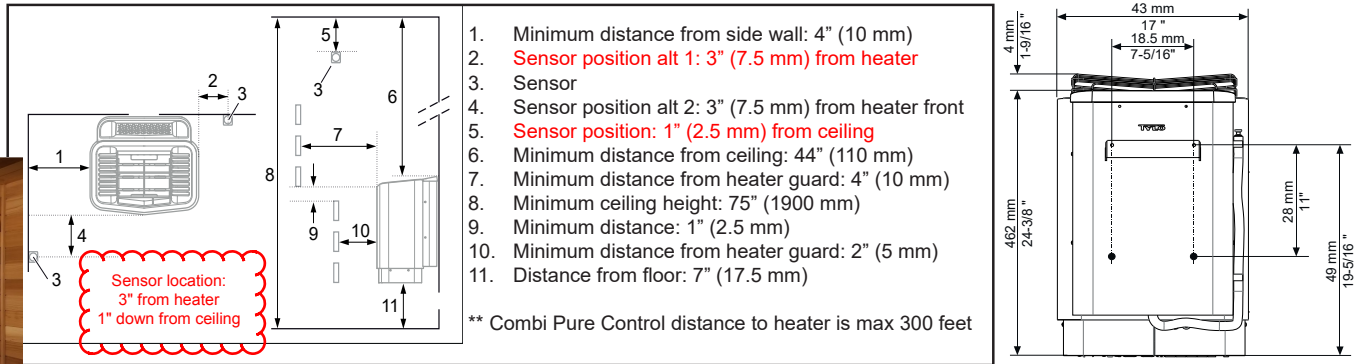 1
2
3
4
3
Sensor location:
3" from heater
1" down from ceiling
5
3
6
7
8
9
10
11
1. Minimum distance from side wall: 4” (10 mm)
2. Sensor position alt 1: 3” (7.5 mm) from heater
3. Sensor
4. Sensor position alt 2: 3” (7.5 mm) from heater front
5. Sensor position: 1” (2.5 mm) from ceiling
6. Minimum distance from ceiling: 44” (110 mm)
7. Minimum distance from heater guard: 4” (10 mm)
8. Minimum ceiling height: 75” (1900 mm)
9. Minimum distance: 1” (2.5 mm)
10. Minimum distance from heater guard: 2” (5 mm)
11. Distance from floor: 7” (17.5 mm)
** Combi Pure Control distance to heater is max 300 feet
43 mm
17 "
18.5 mm
7-5/16"
4 mm
1-9/16 "
TYLÖ
462 mm
24-3/8 "
28 mm
11"
49 mm
19-5/16 "